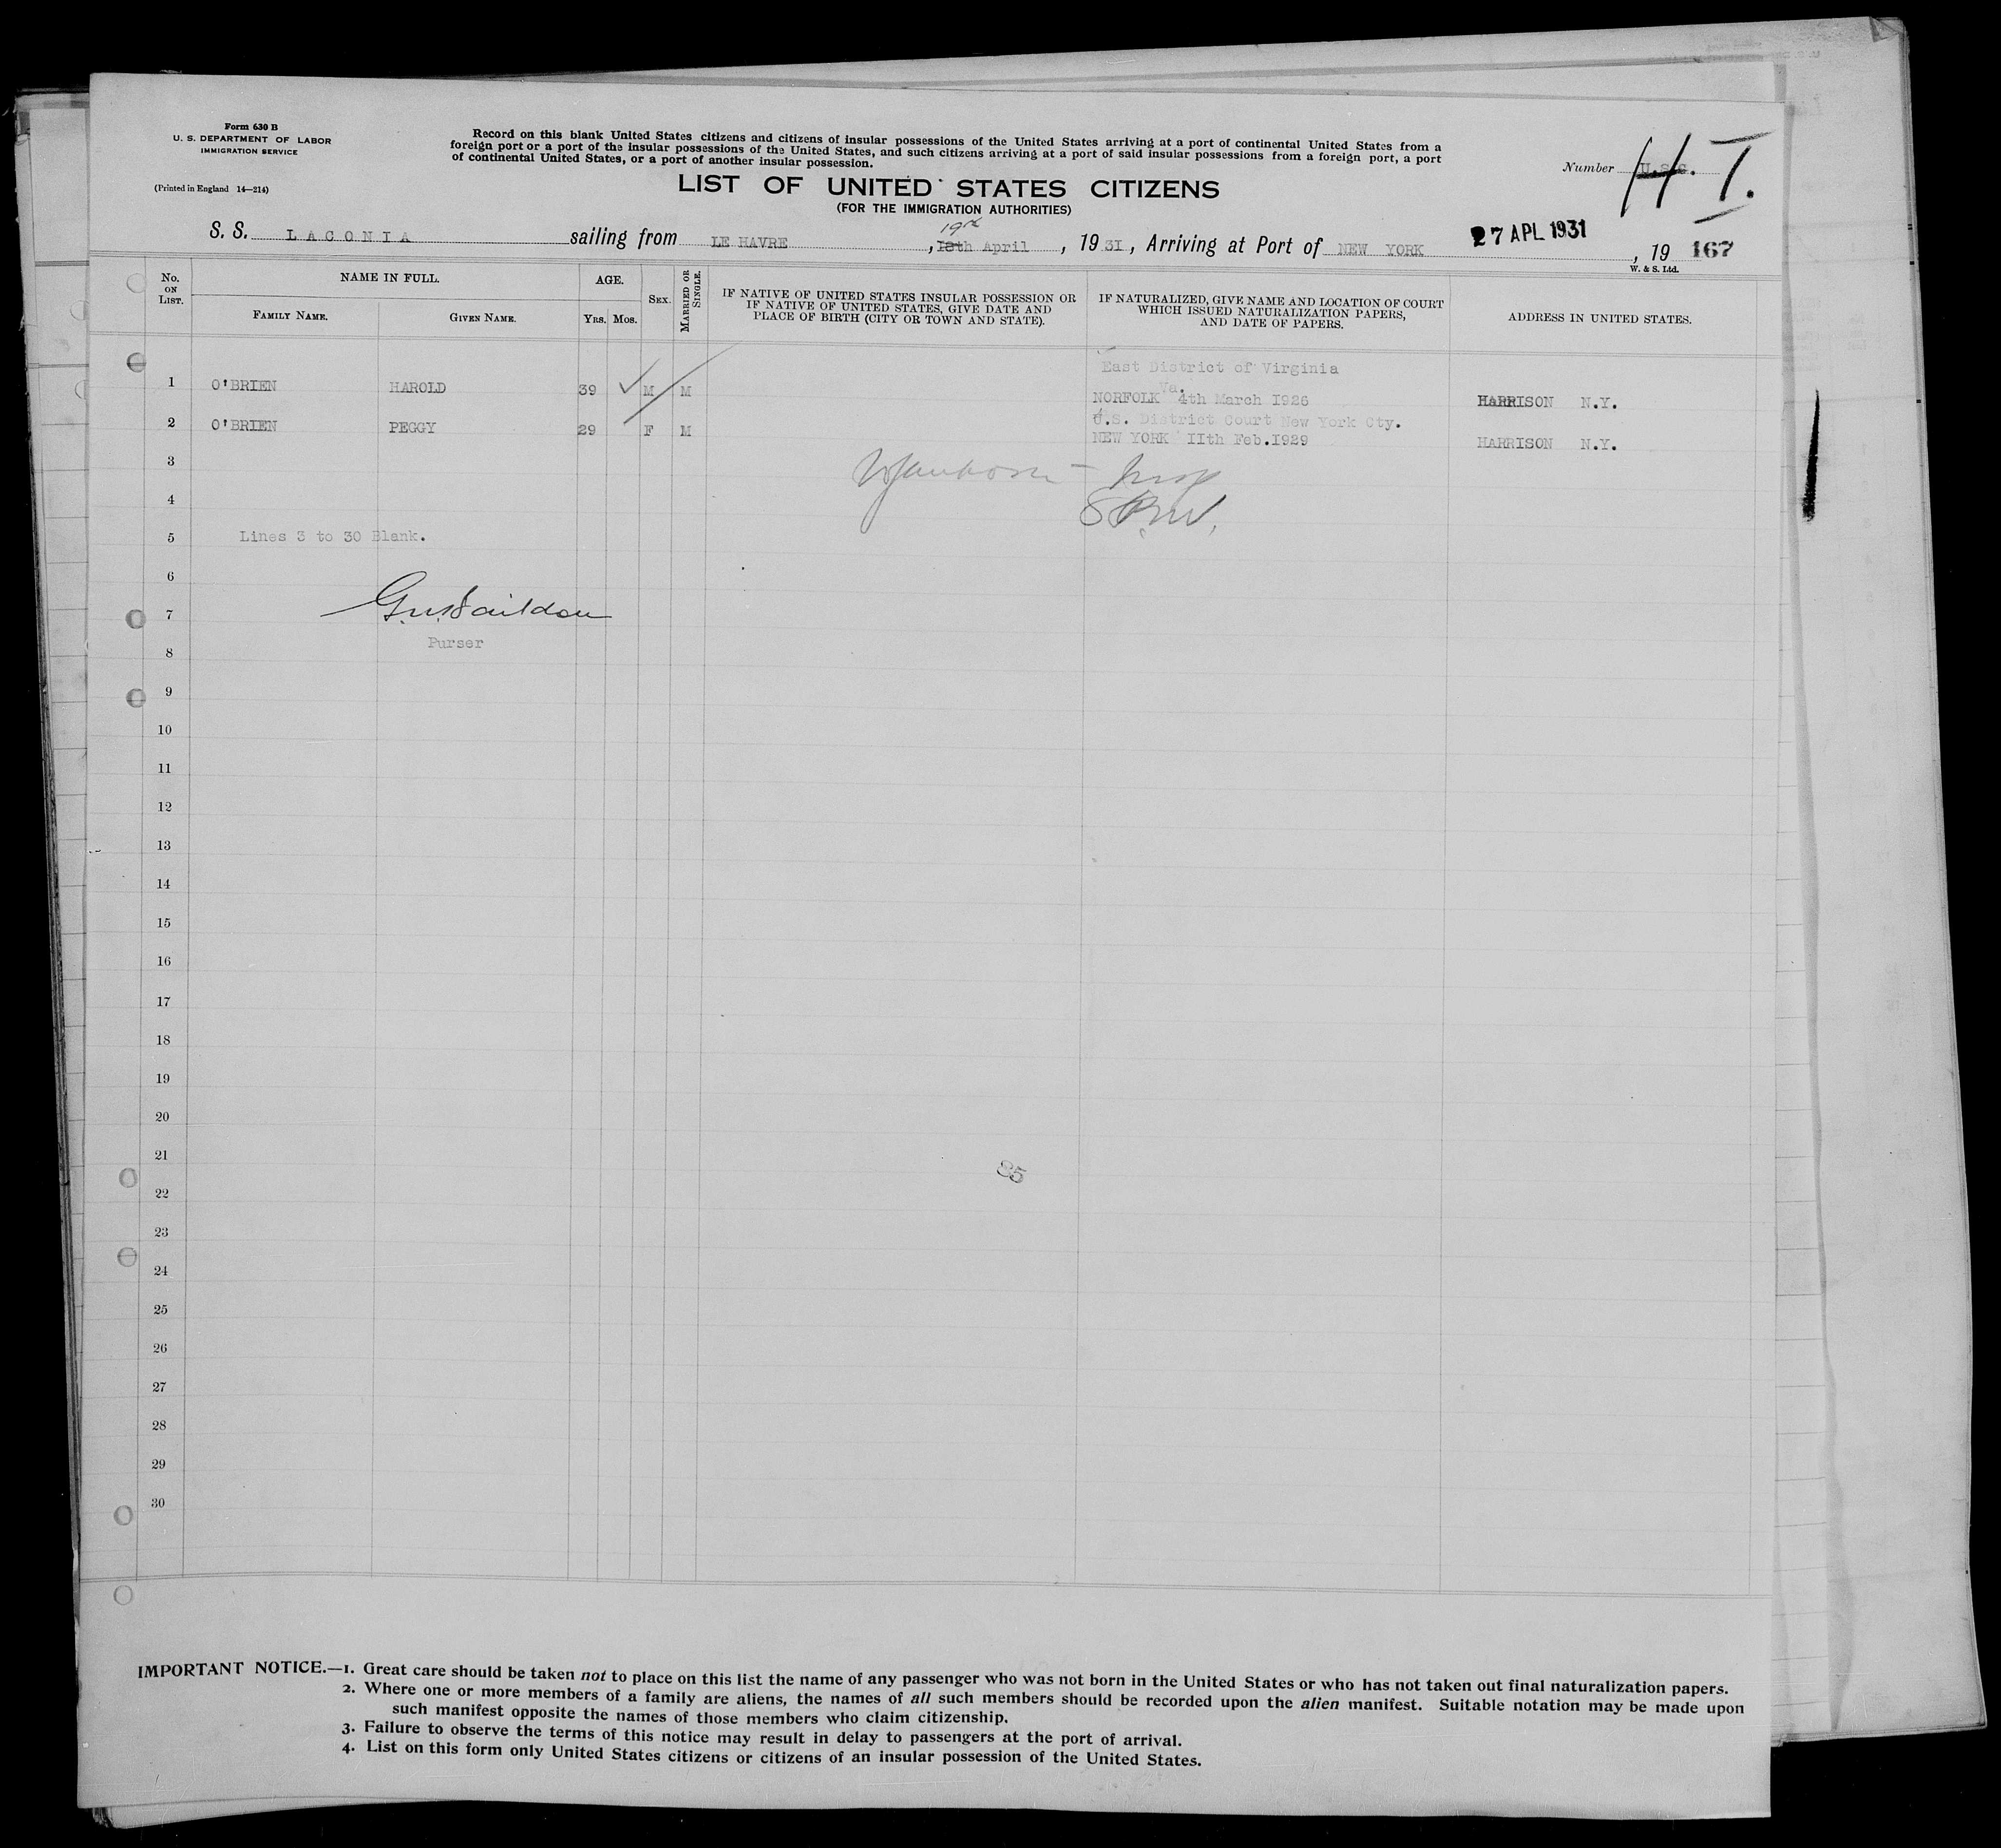 Form 630 B
U. S. DEPARTMENT OF LABOR
IMMIGRATION SERVICE
(Printed in England 14—214)
Record on this blank United States citizens and citizens of insular possessions of the United States arriving at a port of continental United States from a
foreign port or a port of the insular possessions of the United States, and such citizens arriving at a port of said insular possessions from a foreign port, a port
of continental United States, or a port of another insular possession.
LIST OF UNITED STATES CITIZENS
(FOR THE IMMIGRATION AUTHORITIES)
Number U.S.C.
S. S. LACONIA sailing from LE HAVRE, 18th 19th April, 1931, Arriving at Port of NEW YORK 27 APL 1931, 19 167
W. & S. Ltd.
No. ON LIST.
NAME IN FULL.
FAMILY NAME.
GIVEN NAME.
AGE.
YRS. MOS.
SEX.
MARRIED OR SINGLE.
IF NATIVE OF UNITED STATES INSULAR POSSESSION OR
IF NATIVE OF UNITED STATES, GIVE DATE AND
PLACE OF BIRTH (CITY OR TOWN AND STATE).
IF NATURALIZED, GIVE NAME AND LOCATION OF COURT
WHICH ISSUED NATURALIZATION PAPERS,
AND DATE OF PAPERS.
ADDRESS IN UNITED STATES.
East District of Virginia
1 O'BRIEN HAROLD 39 M M NORFOLK Va. 4th March I926 HARRISON N.Y.
U.S. District Court New York Cty.
2 O'BRIEN PEGGY 29 F M NEW YORK IIth Feb.I929 HARRISON N.Y.
3
4
5 Lines 3 to 30 Blank.
6
7
Purser
8
9
10
11
12
13
14
15
16
17
18
19
20
21
85
22
23
24
25
26
27
28
29
30
IMPORTANT NOTICE.—1. Great care should be taken not to place on this list the name of any passenger who was not born in the United States or who has not taken out final naturalization papers.
2. Where one or more members of a family are aliens, the names of all such members should be recorded upon the alien manifest. Suitable notation may be made upon
such manifest opposite the names of those members who claim citizenship.
3. Failure to observe the terms of this notice may result in delay to passengers at the port of arrival.
4. List on this form only United States citizens or citizens of an insular possession of the United States.